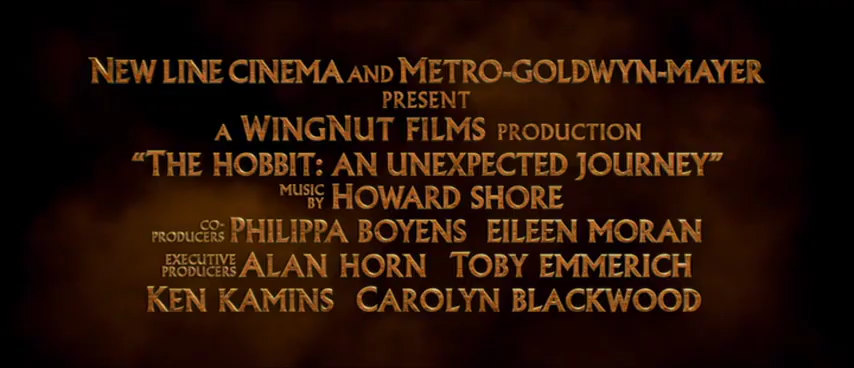 NEW LINE CINEMA AND METRO-GOLDWYN-MAYER
PRESENT
A WINGNUT FILMS PRODUCTION
“THE HOBBIT: AN UNEXPECTED JOURNEY”
MUSIC BY HOWARD SHORE
CO-PRODUCERS PHILIPPA BOYENS EILEEN MORAN
EXECUTIVE PRODUCERS ALAN HORN TOBY EMMERICH
KEN KAMINS CAROLYN BLACKWOOD